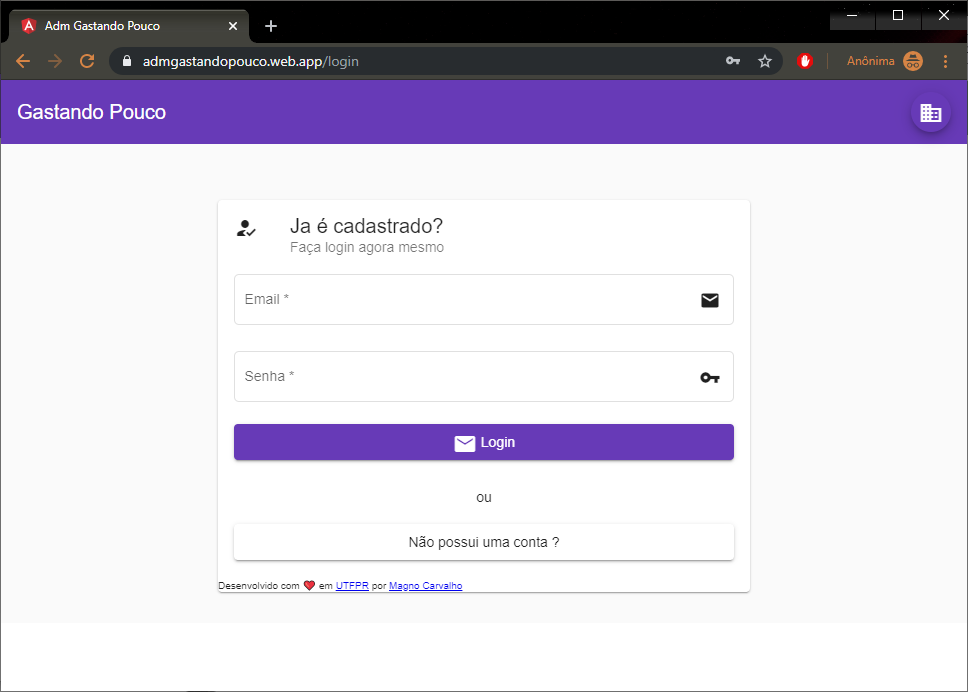 Adm Gastando Pouco
admgastandopouco.web.app/login
Anônima
Gastando Pouco
Ja é cadastrado?
Faça login agora mesmo
Email *
Senha *
Login
ou
Não possui uma conta ?
Desenvolvido com ❤️ em UTFPR por Magno Carvalho